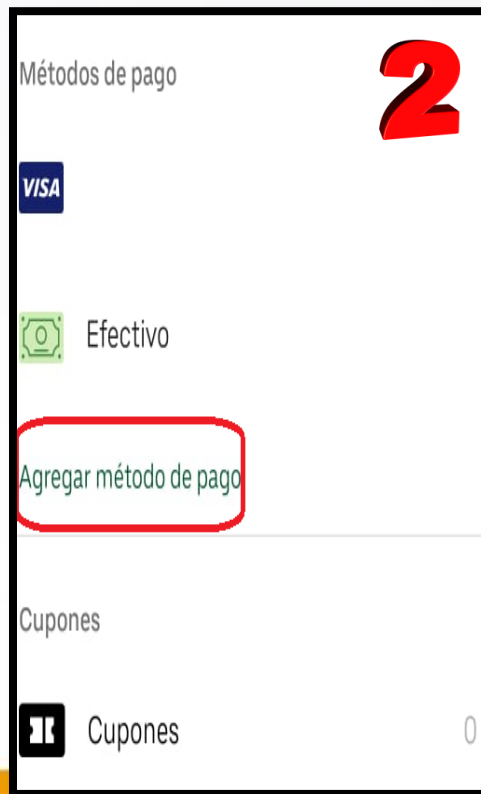 Métodos de pago
2
VISA
Efectivo
Agregar método de pago
Cupones
Cupones 0